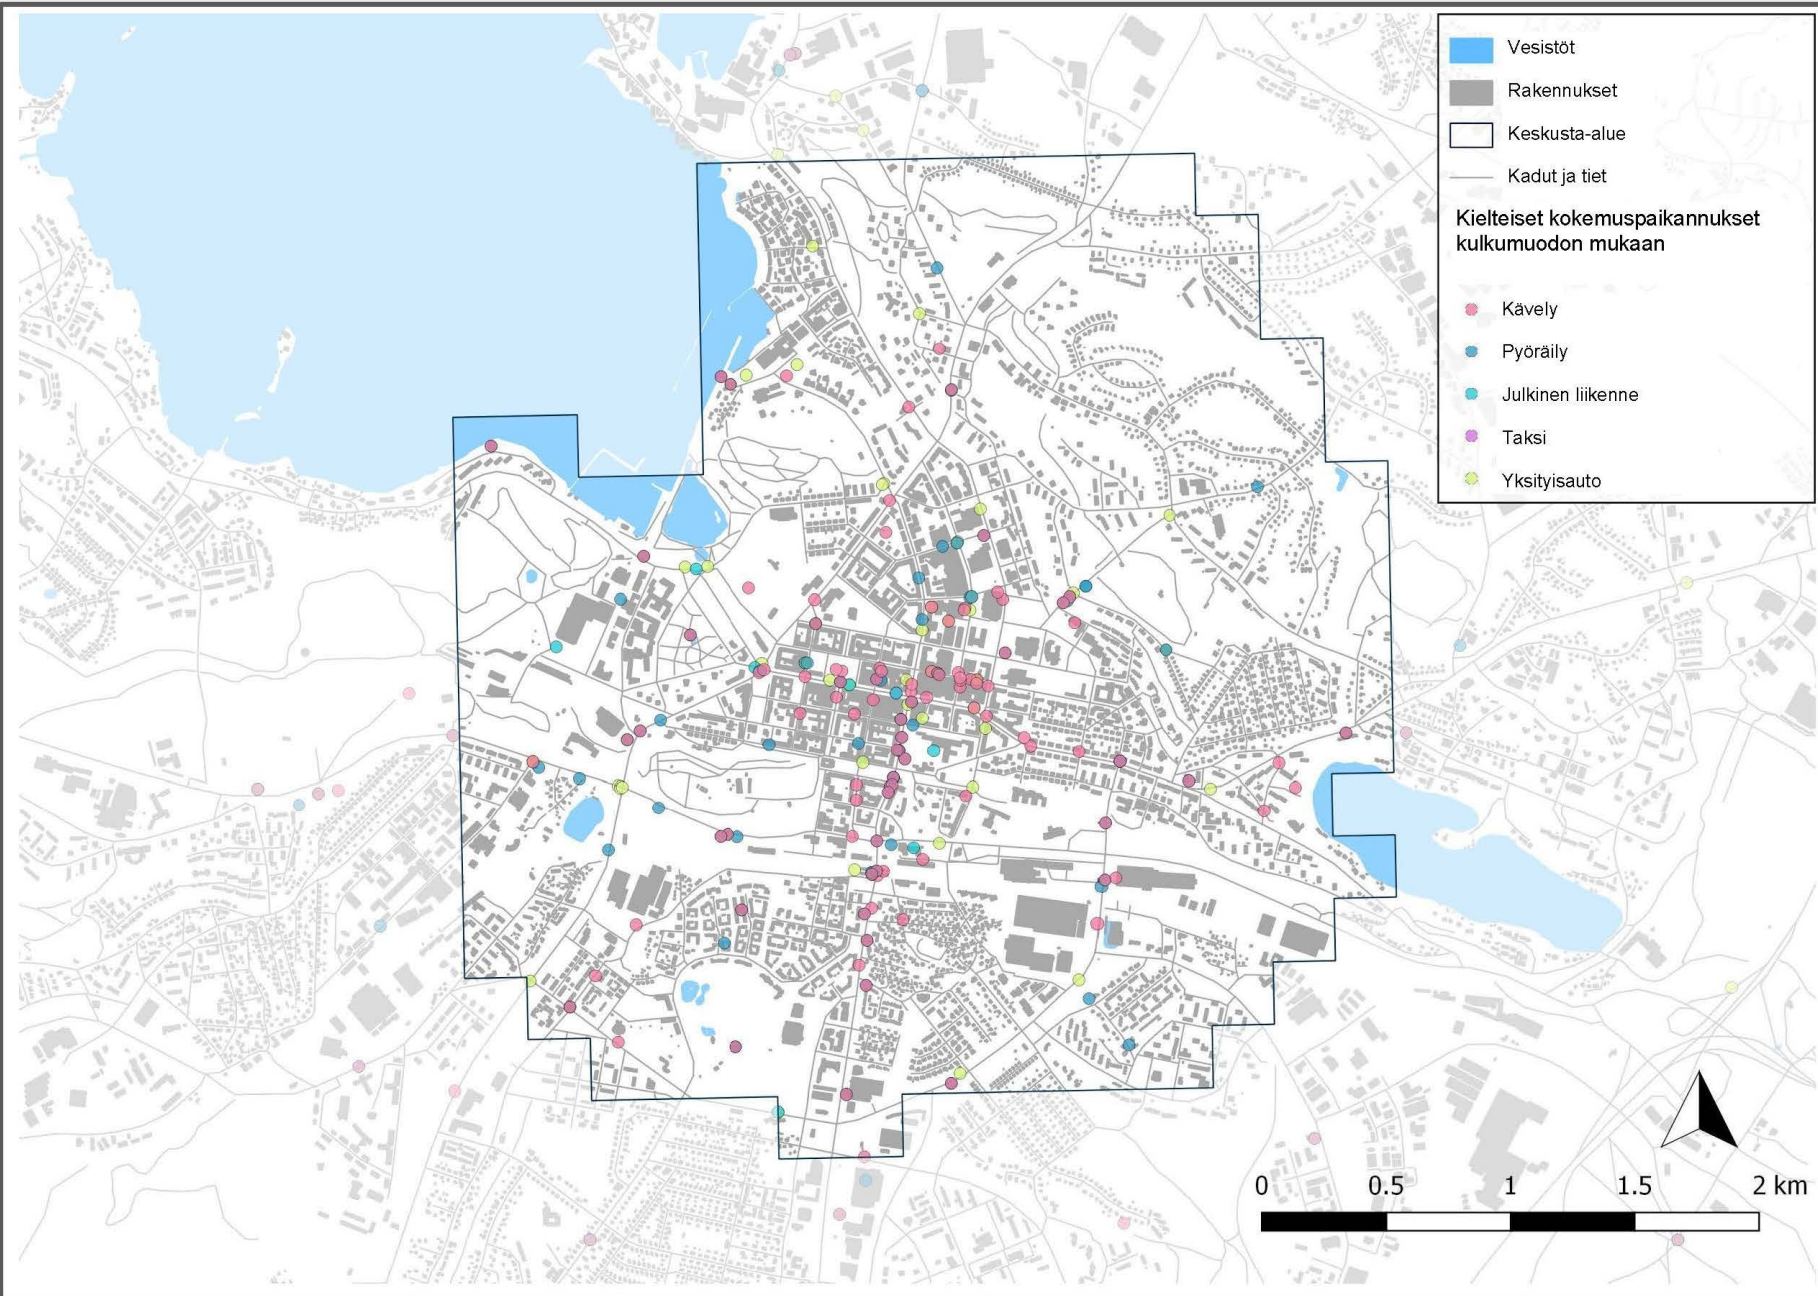 Vesistöt
Rakennukset
Keskusta-alue
Kadut ja tiet
Kielteiset kokemuspaikannukset
kulkumuodon mukaan
Kävely
Pyöräily
Julkinen liikenne
Taksi
Yksityisauto
0 0.5 1 1.5 2 km